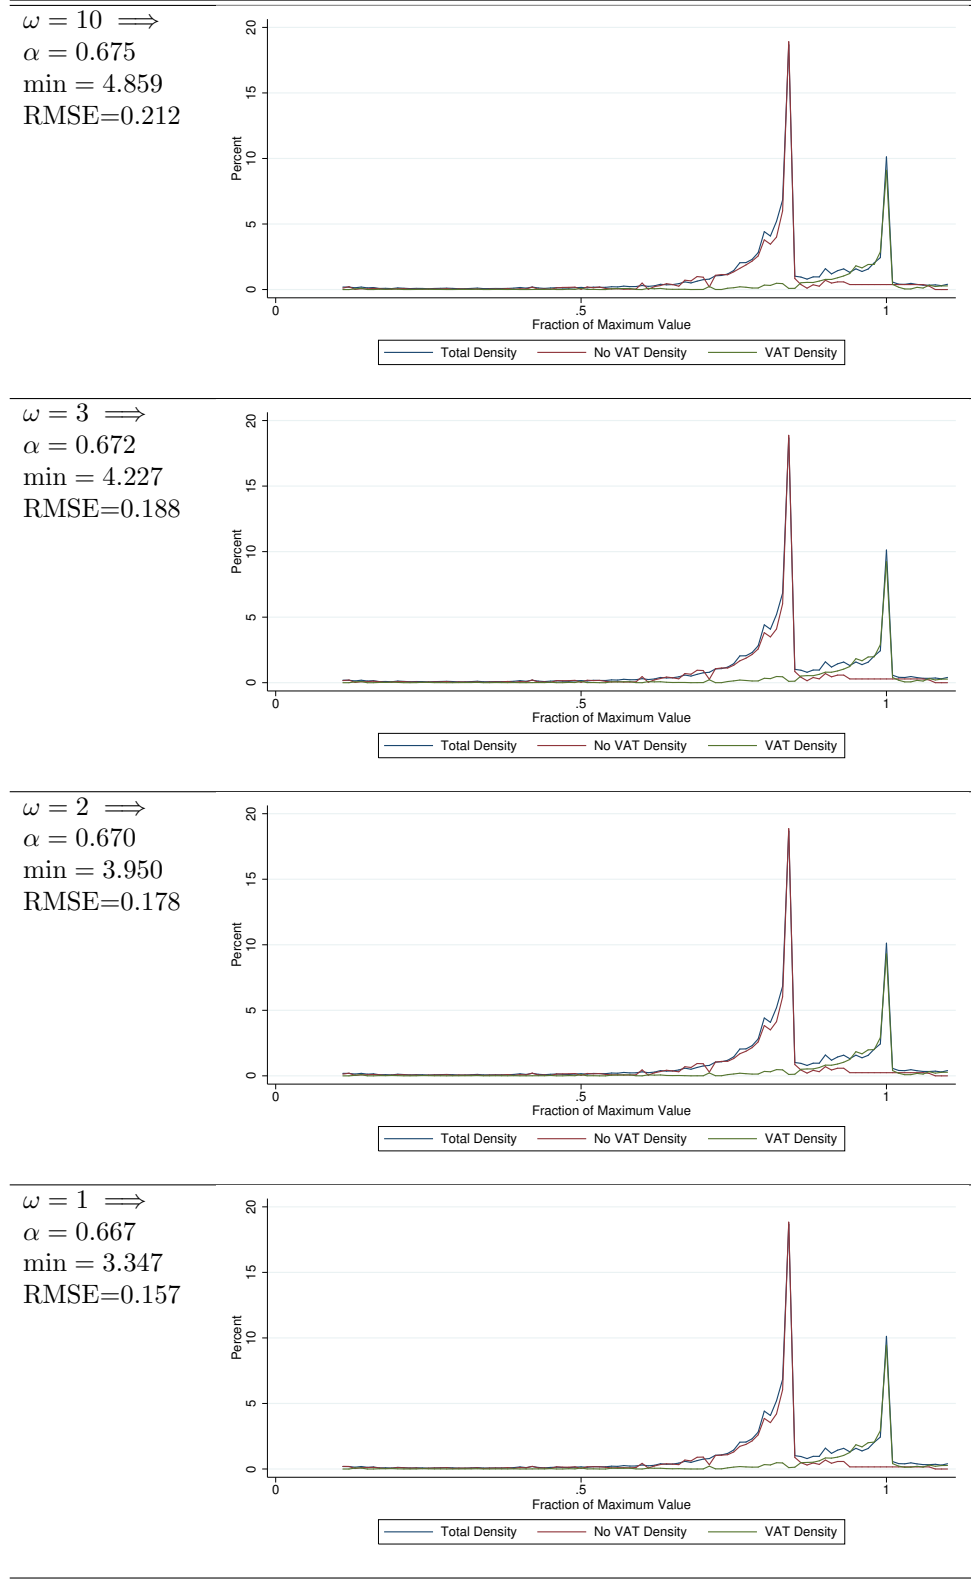 ω = 10 ⟹
α = 0.675
min = 4.859
RMSE=0.212
Percent
20
15
10
5
0
0 .5 1
Fraction of Maximum Value
Total Density No VAT Density VAT Density
ω = 3 ⟹
α = 0.672
min = 4.227
RMSE=0.188
Percent
20
15
10
5
0
0 .5 1
Fraction of Maximum Value
Total Density No VAT Density VAT Density
ω = 2 ⟹
α = 0.670
min = 3.950
RMSE=0.178
Percent
20
15
10
5
0
0 .5 1
Fraction of Maximum Value
Total Density No VAT Density VAT Density
ω = 1 ⟹
α = 0.667
min = 3.347
RMSE=0.157
Percent
20
15
10
5
0
0 .5 1
Fraction of Maximum Value
Total Density No VAT Density VAT Density